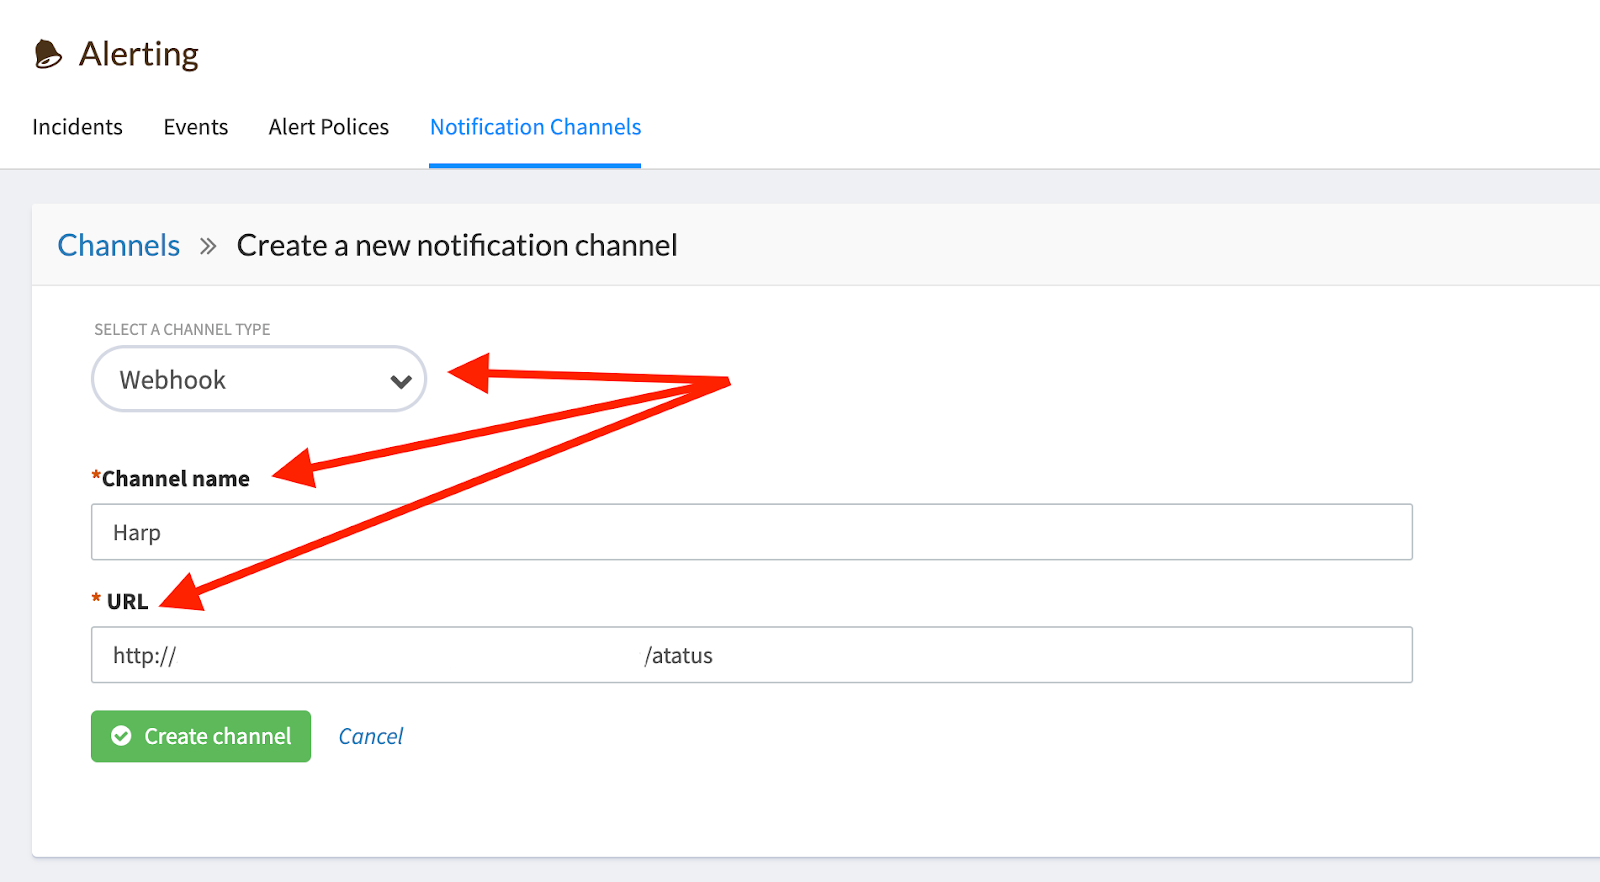 Alerting
Incidents Events Alert Polices Notification Channels
Channels » Create a new notification channel
SELECT A CHANNEL TYPE
Webhook
*Channel name
Harp
* URL
http:// /atatus
Create channel Cancel